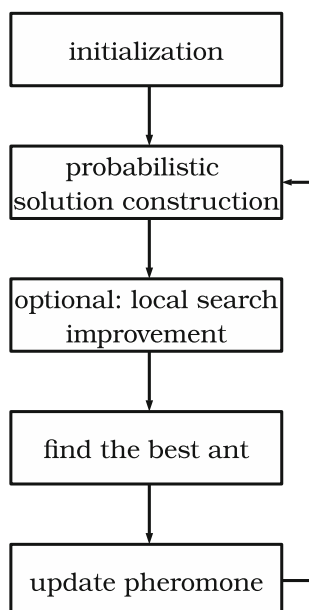 initialization
probabilistic
solution construction
optional: local search
improvement
find the best ant
update pheromone